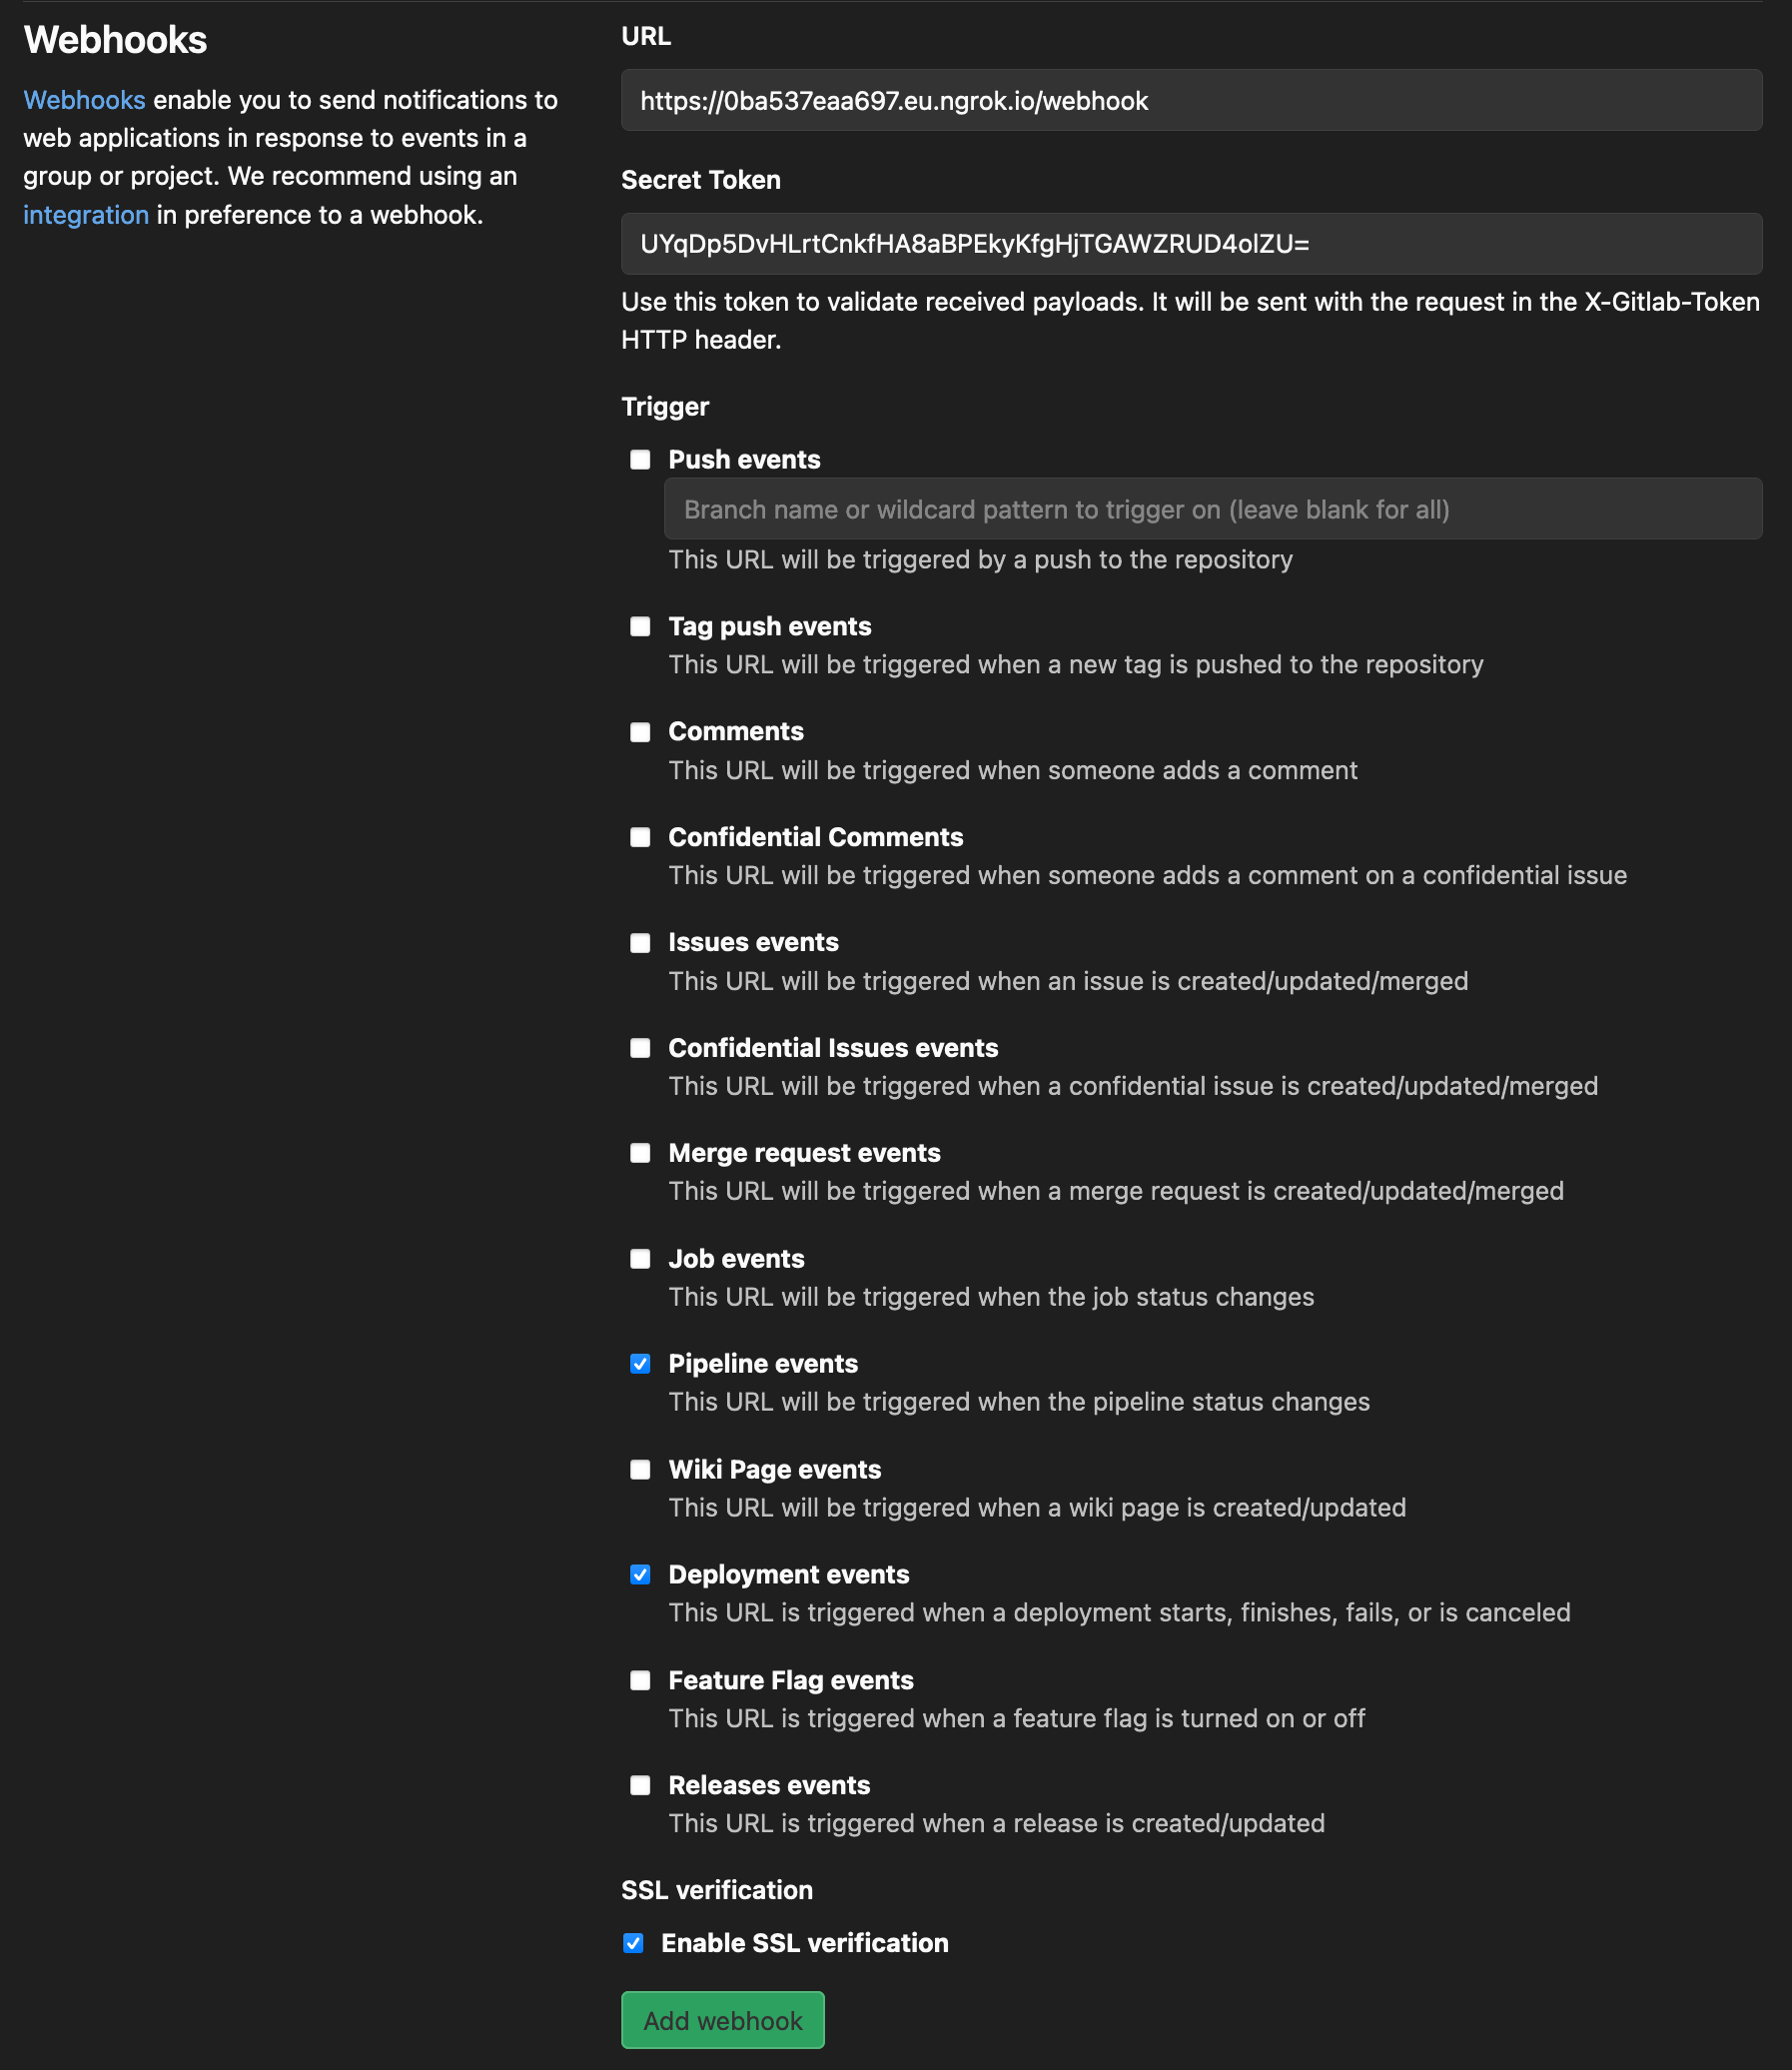 Webhooks
Webhooks enable you to send notifications to
web applications in response to events in a
group or project. We recommend using an
integration in preference to a webhook.
URL
https://0ba537eaa697.eu.ngrok.io/webhook
Secret Token
UYqDp5DvHLrtCnkfHA8aBPEkyKfgHjTGAWZRUD4olZU=
Use this token to validate received payloads. It will be sent with the request in the X-Gitlab-Token
HTTP header.
Trigger
Push events
Branch name or wildcard pattern to trigger on (leave blank for all)
This URL will be triggered by a push to the repository
Tag push events
This URL will be triggered when a new tag is pushed to the repository
Comments
This URL will be triggered when someone adds a comment
Confidential Comments
This URL will be triggered when someone adds a comment on a confidential issue
Issues events
This URL will be triggered when an issue is created/updated/merged
Confidential Issues events
This URL will be triggered when a confidential issue is created/updated/merged
Merge request events
This URL will be triggered when a merge request is created/updated/merged
Job events
This URL will be triggered when the job status changes
Pipeline events
This URL will be triggered when the pipeline status changes
Wiki Page events
This URL will be triggered when a wiki page is created/updated
Deployment events
This URL is triggered when a deployment starts, finishes, fails, or is canceled
Feature Flag events
This URL is triggered when a feature flag is turned on or off
Releases events
This URL is triggered when a release is created/updated
SSL verification
Enable SSL verification
Add webhook